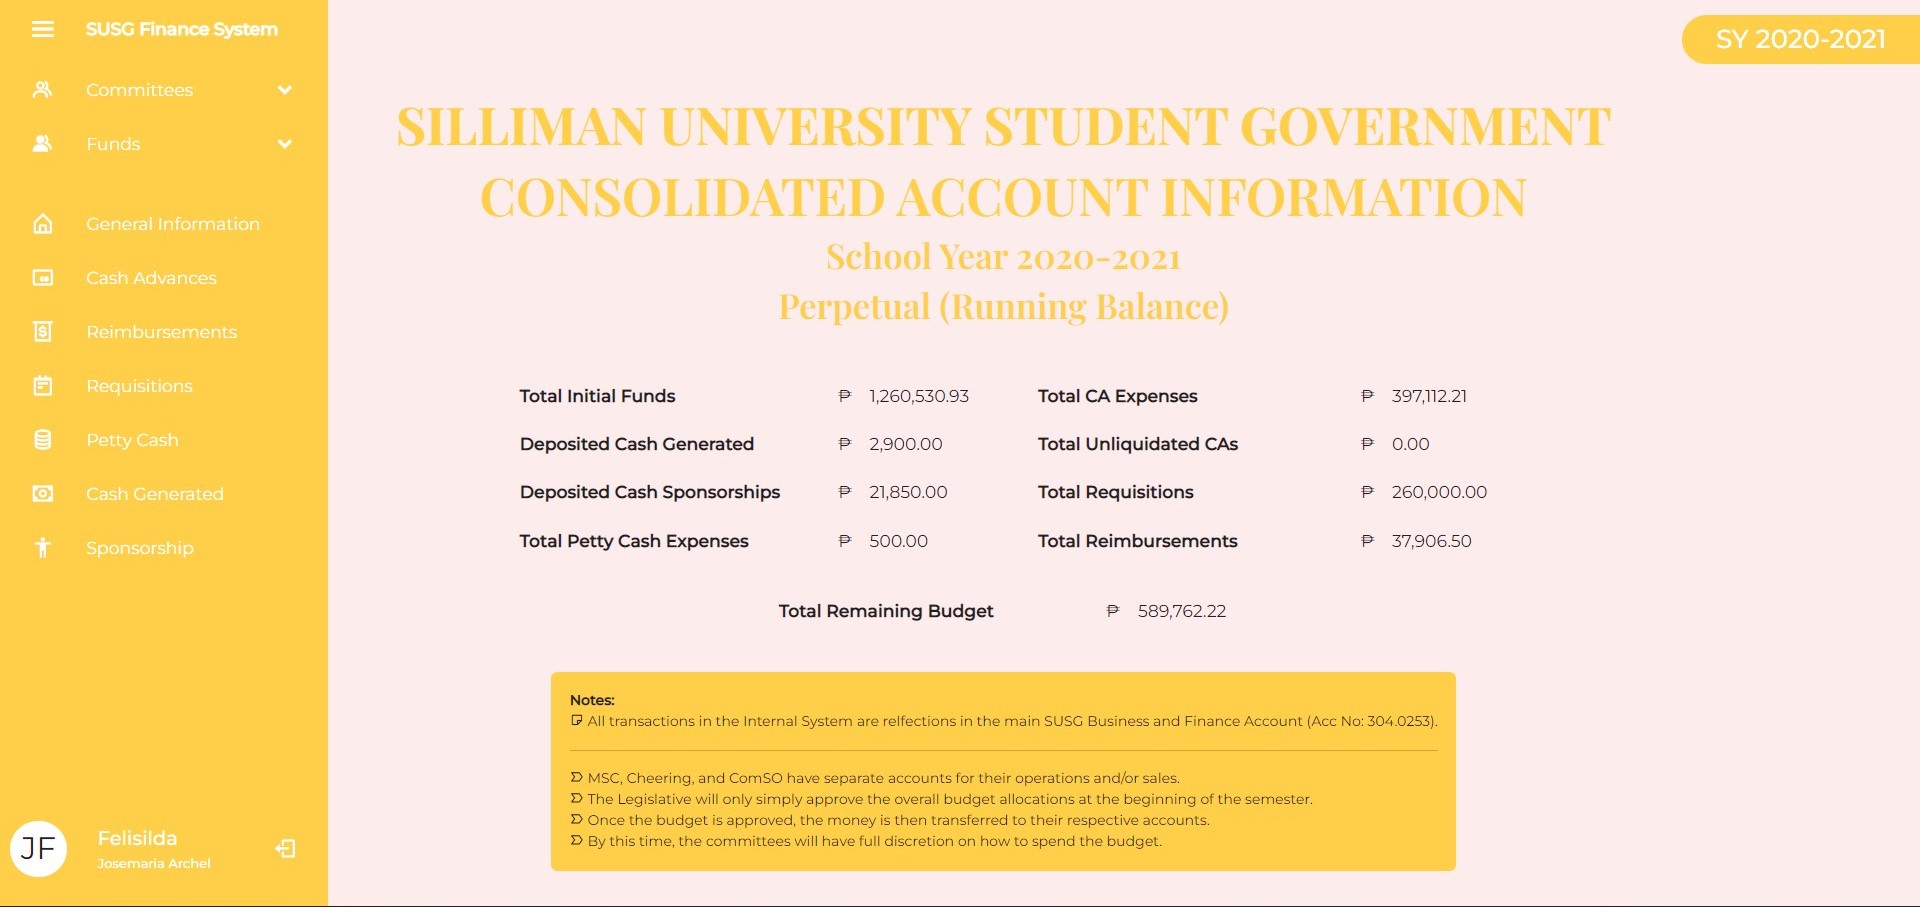 SUSG Finance System
Committees
Funds
General Information
Cash Advances
Reimbursements
Requisitions
Petty Cash
Cash Generated
Sponsorship
JF
Felisilda
Josemaria Archel
SY 2020-2021
SILLIMAN UNIVERSITY STUDENT GOVERNMENT
CONSOLIDATED ACCOUNT INFORMATION
School Year 2020-2021
Perpetual (Running Balance)
Total Initial Funds ₱ 1,260,530.93 Total CA Expenses ₱ 397,112.21
Deposited Cash Generated ₱ 2,900.00 Total Unliquidated CAs ₱ 0.00
Deposited Cash Sponsorships ₱ 21,850.00 Total Requisitions ₱ 260,000.00
Total Petty Cash Expenses ₱ 500.00 Total Reimbursements ₱ 37,906.50
Total Remaining Budget ₱ 589,762.22
Notes:
All transactions in the Internal System are relfections in the main SUSG Business and Finance Account (Acc No: 304.0253).
MSC, Cheering, and ComSO have separate accounts for their operations and/or sales.
The Legislative will only simply approve the overall budget allocations at the beginning of the semester.
Once the budget is approved, the money is then transferred to their respective accounts.
By this time, the committees will have full discretion on how to spend the budget.